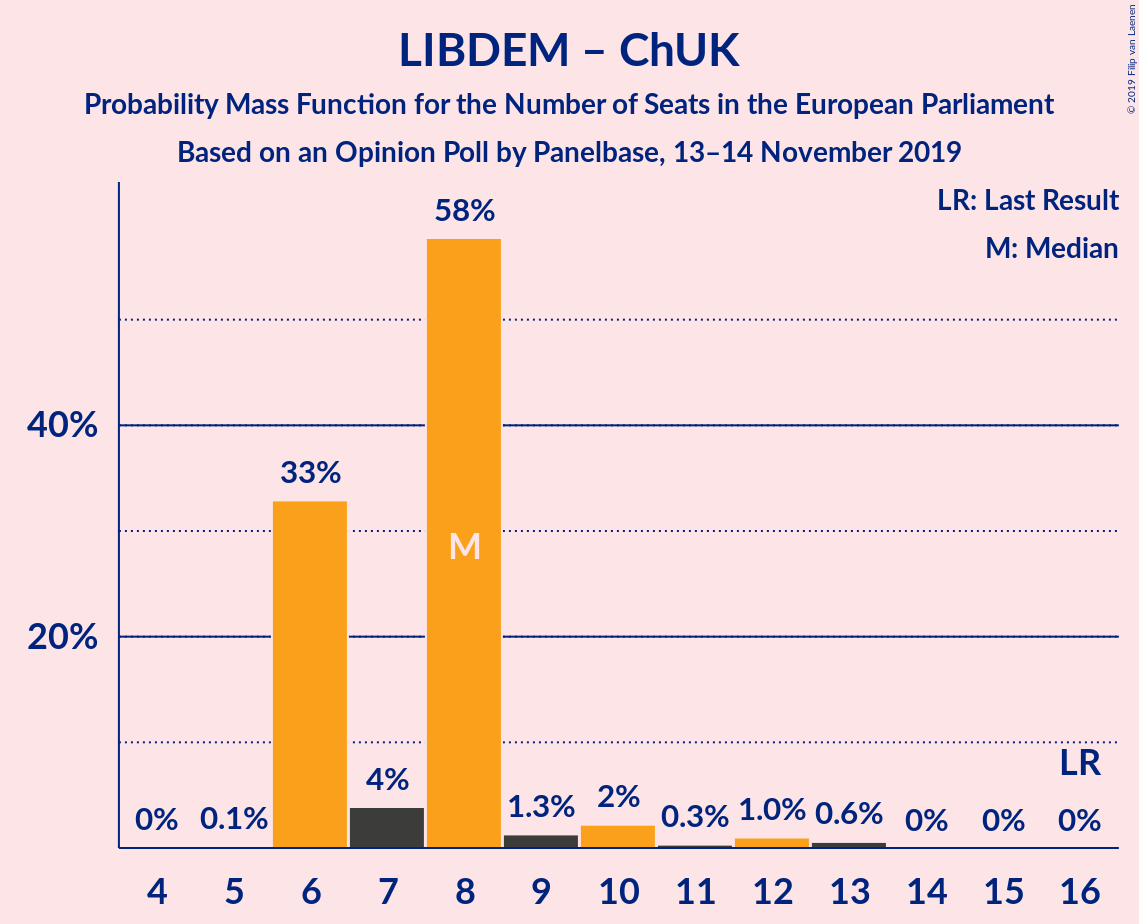 LIBDEM – ChUK
Probability Mass Function for the Number of Seats in the European Parliament
Based on an Opinion Poll by Panelbase, 13–14 November 2019
© 2019 Filip van Laenen
LR: Last Result
M: Median
58%
40%
33%
M
20%
LR
0% 0.1% 4% 1.3% 2% 0.3% 1.0% 0.6% 0% 0% 0%
4 5 6 7 8 9 10 11 12 13 14 15 16